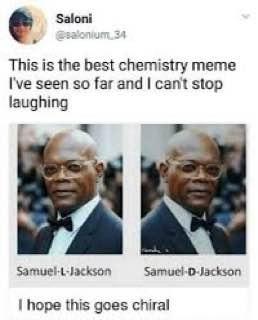 Saloni
@salonium_34
This is the best chemistry meme
I've seen so far and I can't stop
laughing
Samuel-L-Jackson
Samuel-D-Jackson
I hope this goes chiral